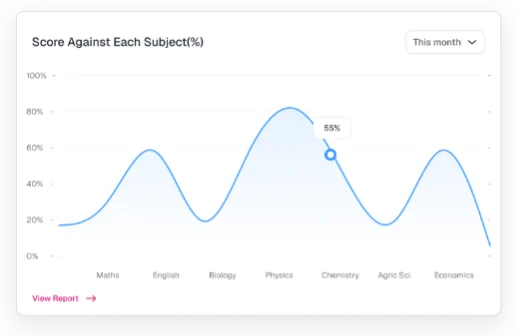 Score Against Each Subject(%)
This month
100%
80%
55%
60%
40%
20%
0%
Maths English Biology Physics Chemistry Agric Sci. Economics
View Report